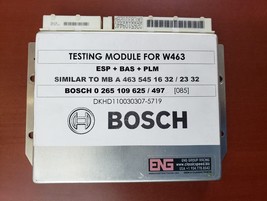 TESTING MODULE FOR W463
ESP + BAS + PLM
SIMILAR TO MB A 463 545 16 32 / 23 32
BOSCH 0 265 109 625 / 497 [085]
DKHD110030307-5719
BOSCH
ENG